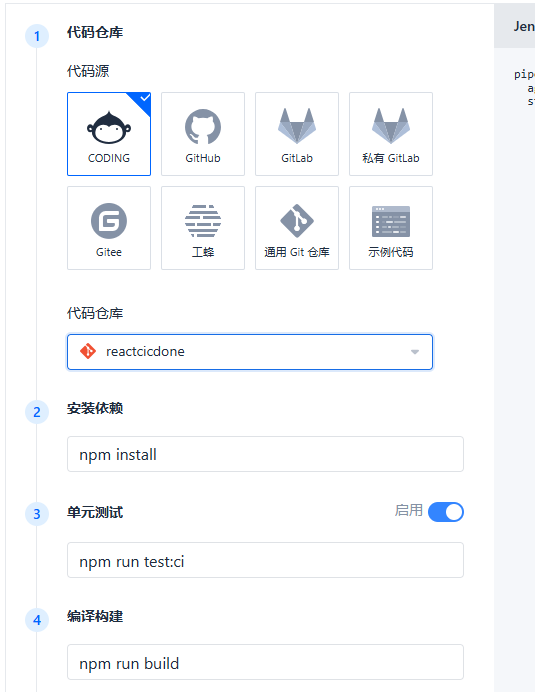 1 代码仓库
代码源
CODING GitHub GitLab 私有 GitLab
Gitee 工蜂 通用 Git 仓库 示例代码
代码仓库
reactcicdone
2 安装依赖
npm install
3 单元测试 启用
npm run test:ci
4 编译构建
npm run build
Jen
pip
a
s